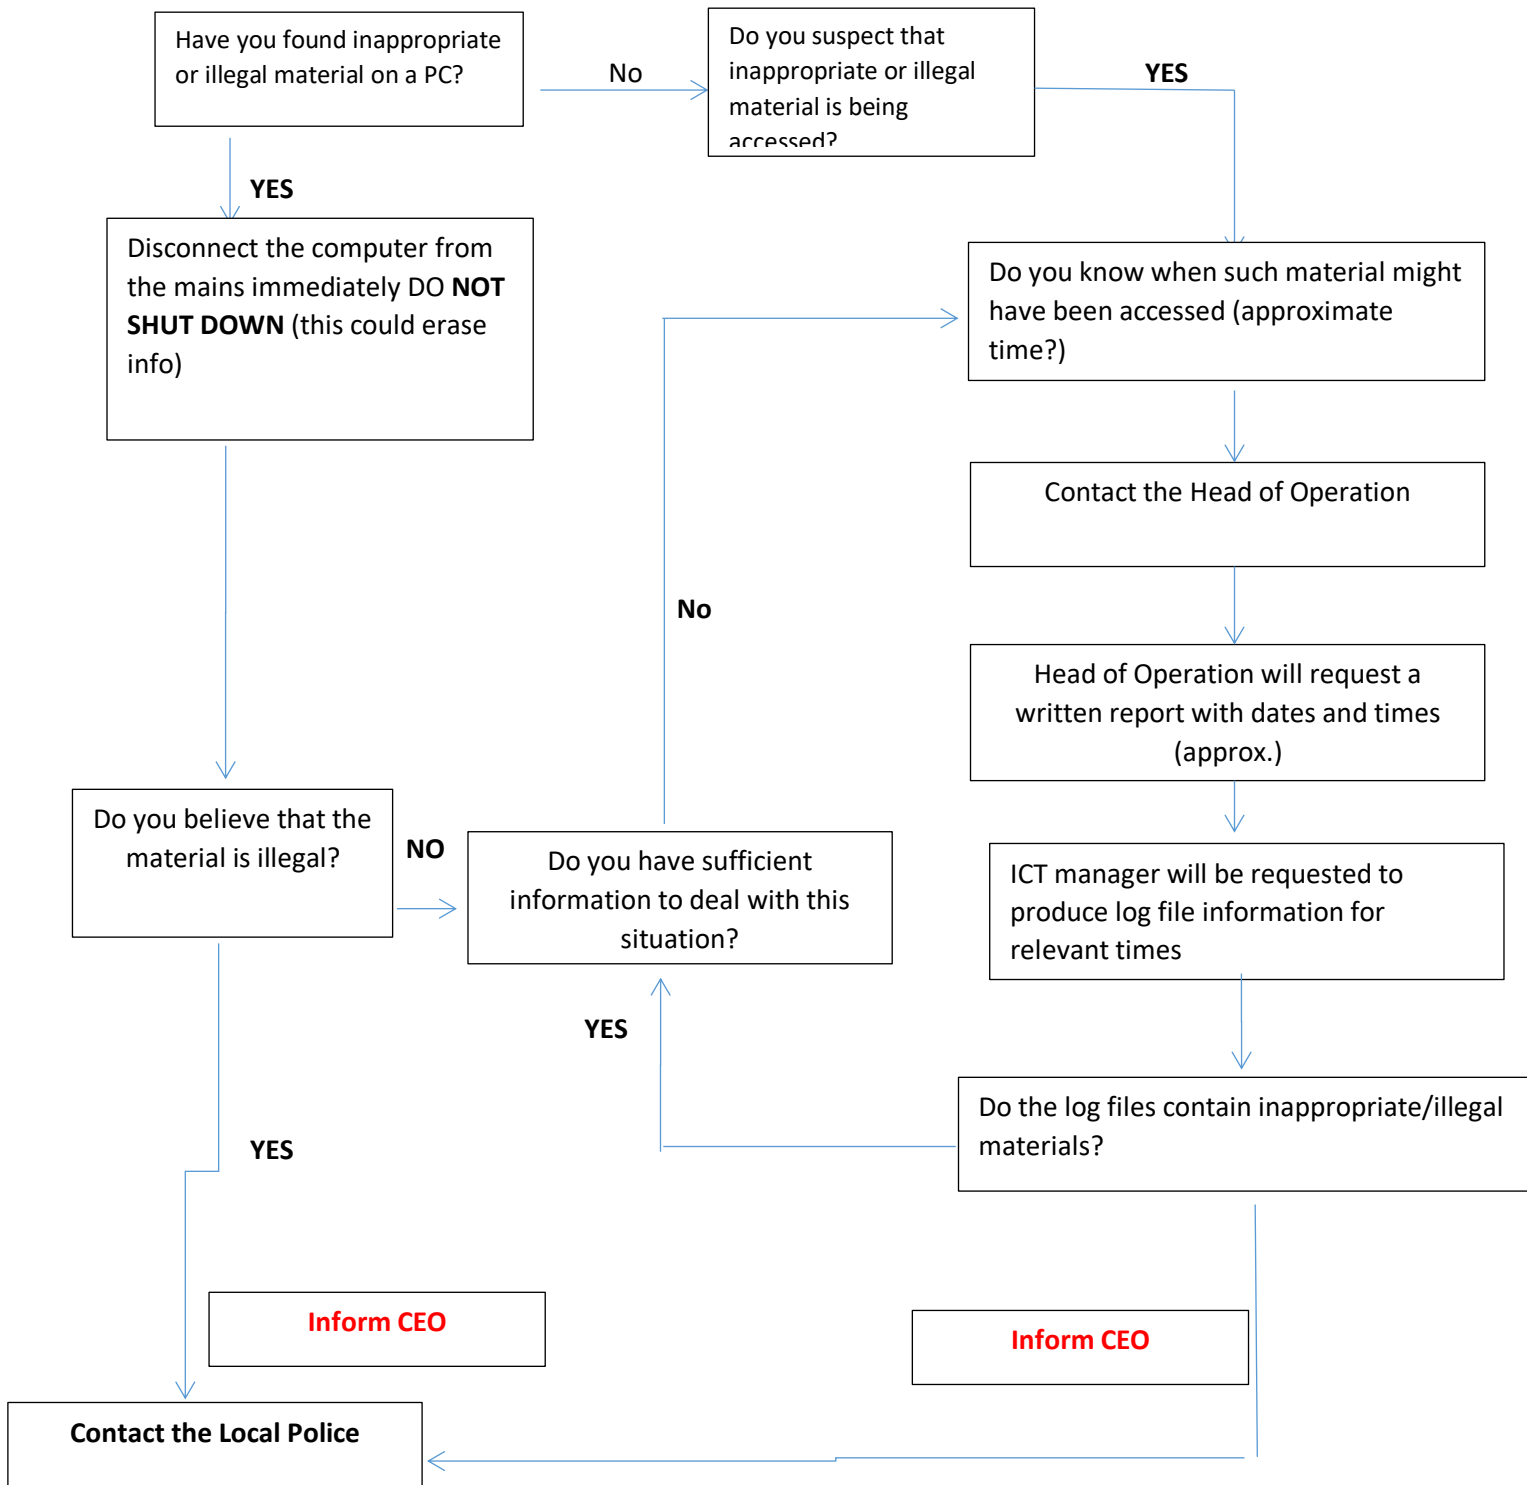 Have you found inappropriate
or illegal material on a PC?
No
Do you suspect that
inappropriate or illegal
material is being
accessed?
YES
YES
Disconnect the computer from
the mains immediately DO NOT
SHUT DOWN (this could erase
info)
Do you know when such material might
have been accessed (approximate
time?)
Contact the Head of Operation
No
Head of Operation will request a
written report with dates and times
(approx.)
Do you believe that the
material is illegal?
NO
Do you have sufficient
information to deal with this
situation?
ICT manager will be requested to
produce log file information for
relevant times
YES
Do the log files contain inappropriate/illegal
materials?
YES
Inform CEO
Inform CEO
Contact the Local Police